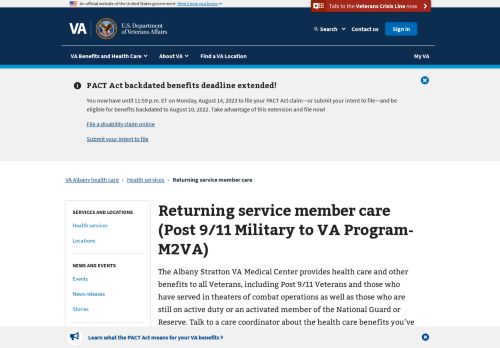 An official website of the United States government Here's how you know
Talk to the Veterans Crisis Line now
VA
U.S. Department
of Veterans Affairs
Search
Contact us
Sign in
VA Benefits and Health Care
About VA
Find a VA Location
My VA
PACT Act backdated benefits deadline extended!
You now have until 11:59 p.m. ET on Monday, August 14, 2023 to file your PACT Act claim—or submit your intent to file—and be
eligible for benefits backdated to August 10, 2022. Take advantage of this extension and file now!
File a disability claim online
Submit your intent to file
VA Albany health care › Health services › Returning service member care
SERVICES AND LOCATIONS
Health services
Locations
NEWS AND EVENTS
Events
News releases
Stories
Returning service member care
(Post 9/11 Military to VA Program-
M2VA)
The Albany Stratton VA Medical Center provides health care and other
benefits to all Veterans, including Post 9/11 Veterans and those who
have served in theaters of combat operations as well as those who are
still on active duty or an activated member of the National Guard or
Reserve. Talk to a care coordinator about the health care benefits you've
Learn what the PACT Act means for your VA benefits